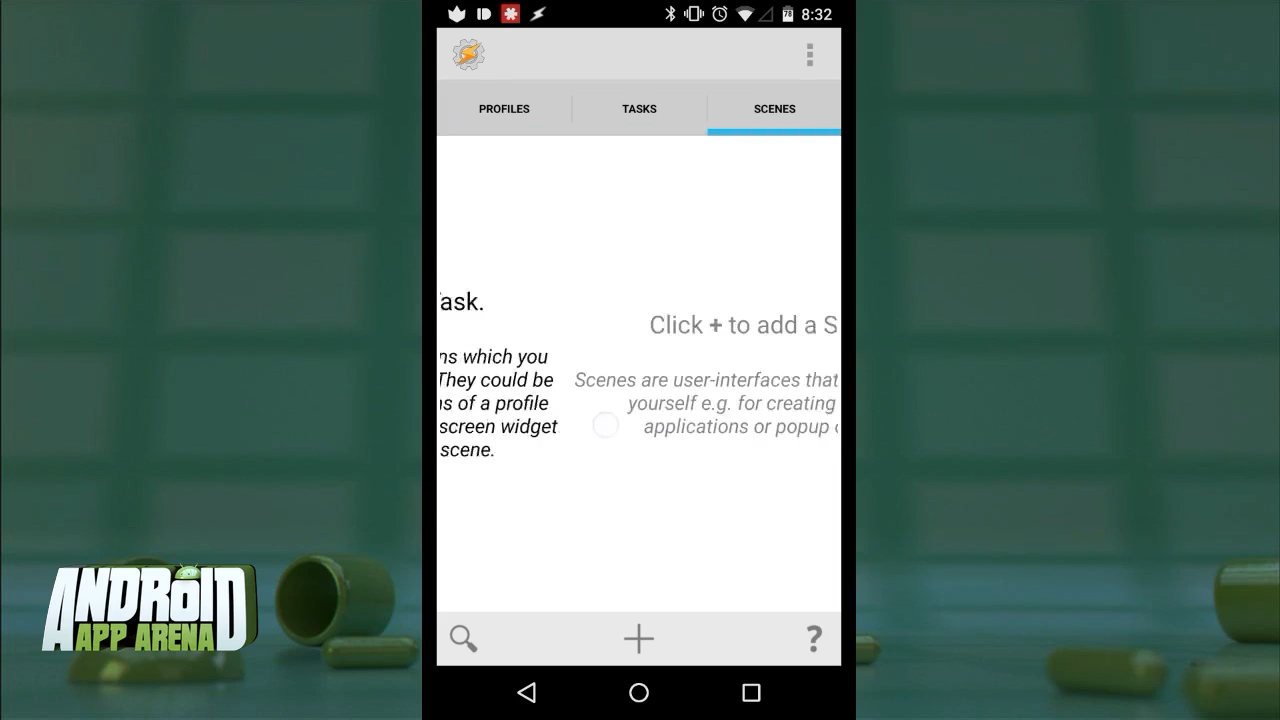 78 8:32
PROFILES TASKS SCENES
ask.
ns which you
They could be
s of a profile
screen widget
scene.
Click + to add a S
Scenes are user-interfaces that
yourself e.g. for creating
applications or popup
?
ANDROID
APP ARENA